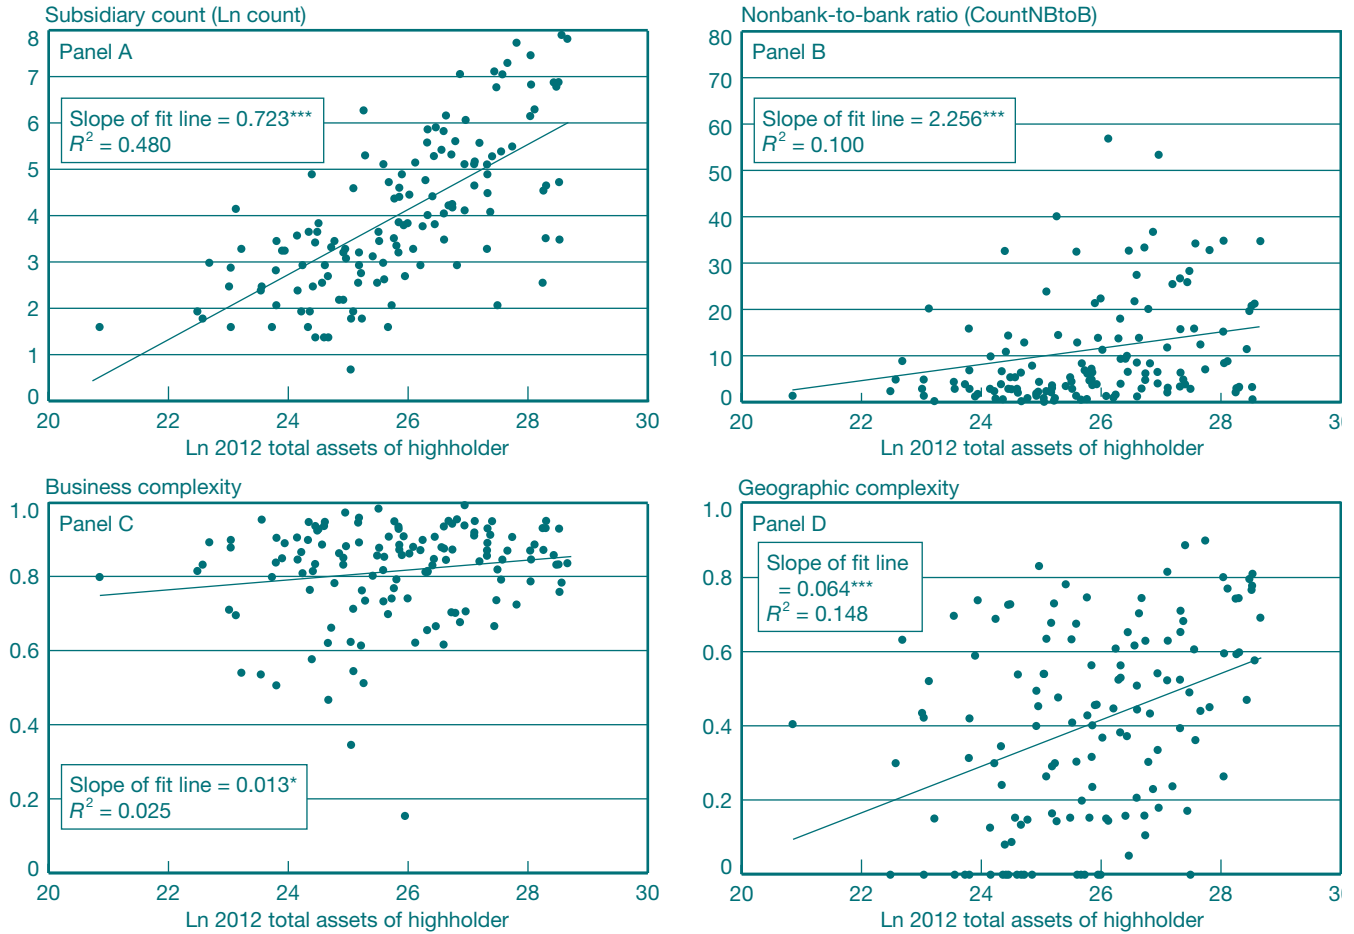 Subsidiary count (Ln count)
Panel A
8
7
6
5
4
3
2
1
0
Slope of fit line = 0.723***
R² = 0.480
20 22 24 26 28 30
Ln 2012 total assets of highholder
Nonbank-to-bank ratio (CountNBtoB)
Panel B
80
70
60
50
40
30
20
10
0
Slope of fit line = 2.256***
R² = 0.100
20 22 24 26 28
Ln 2012 total assets of highholder
Business complexity
Panel C
1.0
0.8
0.6
0.4
0.2
0
Slope of fit line = 0.013*
R² = 0.025
20 22 24 26 28 30
Ln 2012 total assets of highholder
Geographic complexity
Panel D
1.0
0.8
0.6
0.4
0.2
0
Slope of fit line
= 0.064***
R² = 0.148
20 22 24 26 28
Ln 2012 total assets of highholder